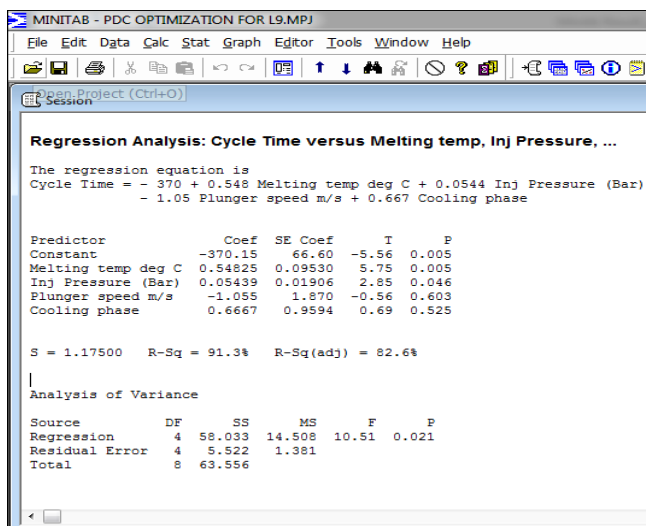 MINITAB - PDC OPTIMIZATION FOR L9.MPJ
File Edit Data Calc Stat Graph Editor Tools Window Help
Open Project (Ctrl+O)
Session
Regression Analysis: Cycle Time versus Melting temp, Inj Pressure, ...
The regression equation is
Cycle Time = - 370 + 0.548 Melting temp deg C + 0.0544 Inj Pressure (Bar)
- 1.05 Plunger speed m/s + 0.667 Cooling phase
Predictor Coef SE Coef T P
Constant -370.15 66.60 -5.56 0.005
Melting temp deg C 0.54825 0.09530 5.75 0.005
Inj Pressure (Bar) 0.05439 0.01906 2.85 0.046
Plunger speed m/s -1.055 1.870 -0.56 0.603
Cooling phase 0.6667 0.9594 0.69 0.525
S = 1.17500 R-Sq = 91.3% R-Sq(adj) = 82.6%
Analysis of Variance
Source DF SS MS F P
Regression 4 58.033 14.508 10.51 0.021
Residual Error 4 5.522 1.381
Total 8 63.556